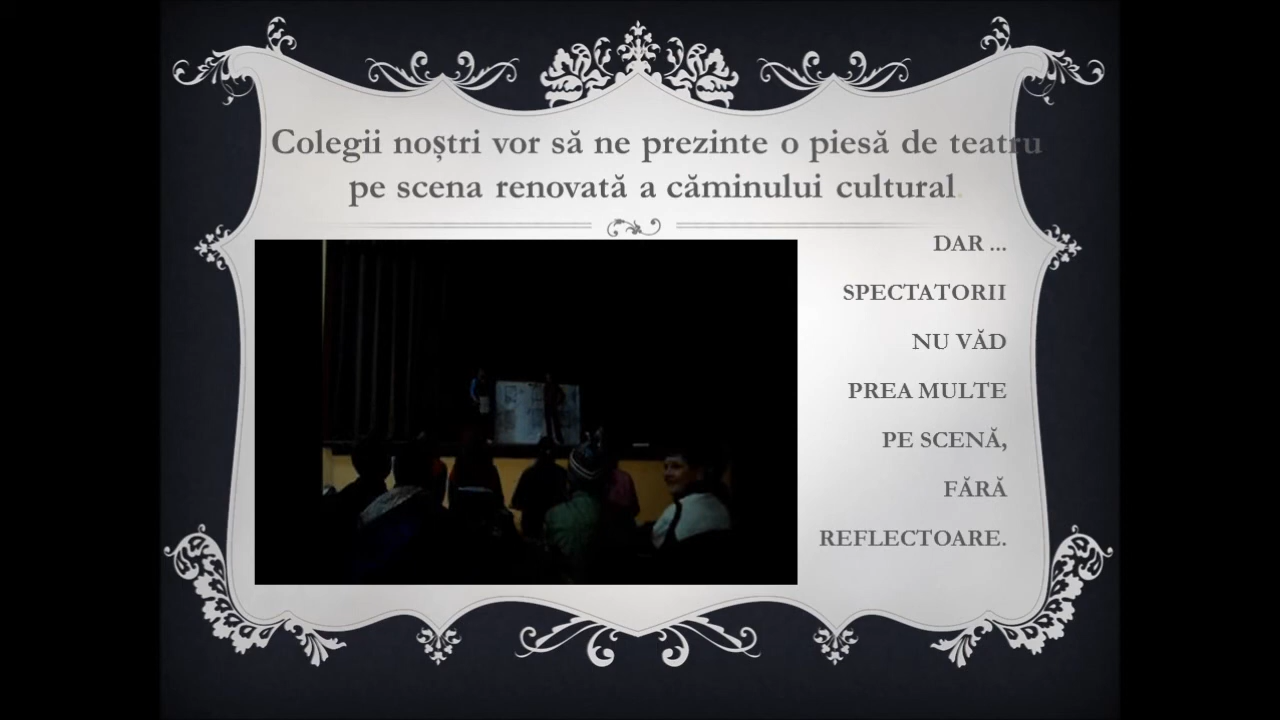 Colegii noștri vor să ne prezinte o piesă de teatru
pe scena renovată a căminului cultural.
DAR ...
SPECTATORII
NU VĂD
PREA MULTE
PE SCENĂ,
FĂRĂ
REFLECTOARE.